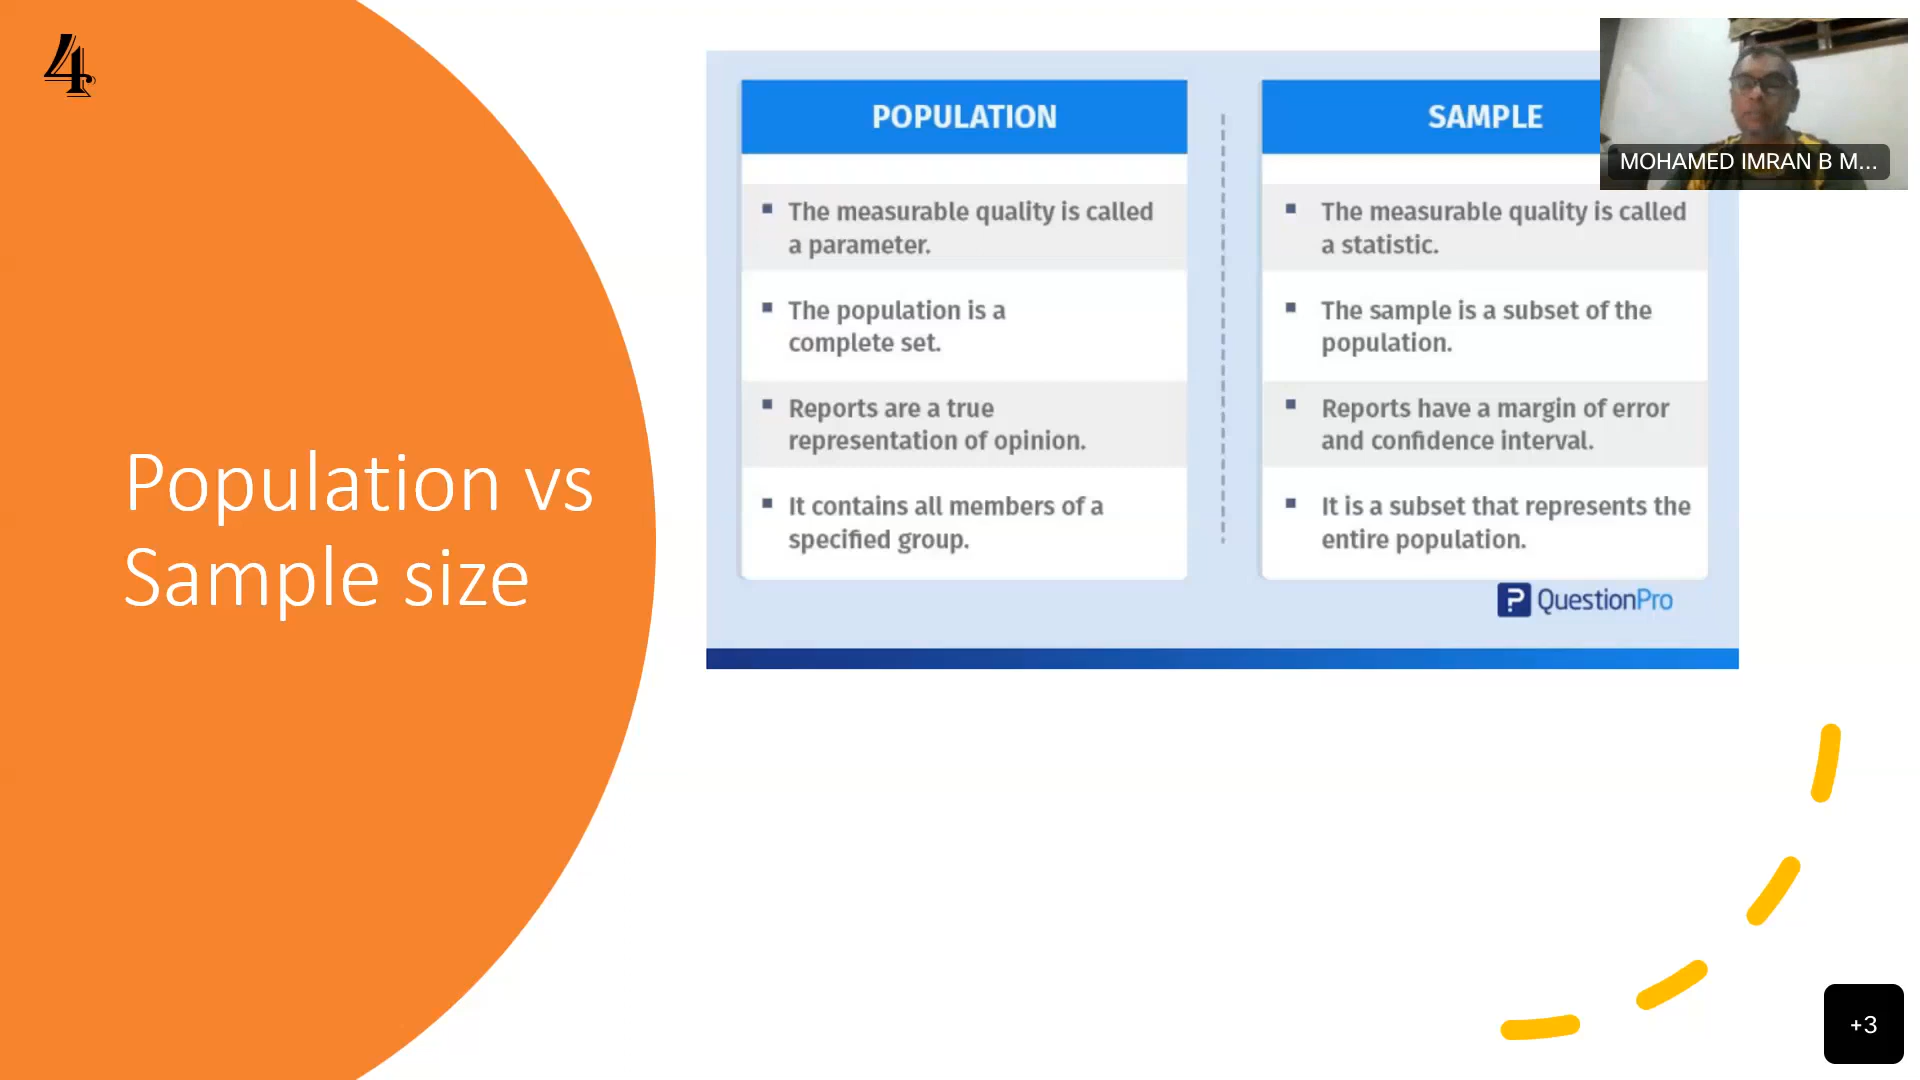 4
Population vs
Sample size
POPULATION
▪ The measurable quality is called
a parameter.
▪ The population is a
complete set.
▪ Reports are a true
representation of opinion.
▪ It contains all members of a
specified group.
SAMPLE
▪ The measurable quality is called
a statistic.
▪ The sample is a subset of the
population.
▪ Reports have a margin of error
and confidence interval.
▪ It is a subset that represents the
entire population.
QuestionPro
MOHAMED IMRAN B M...
+3